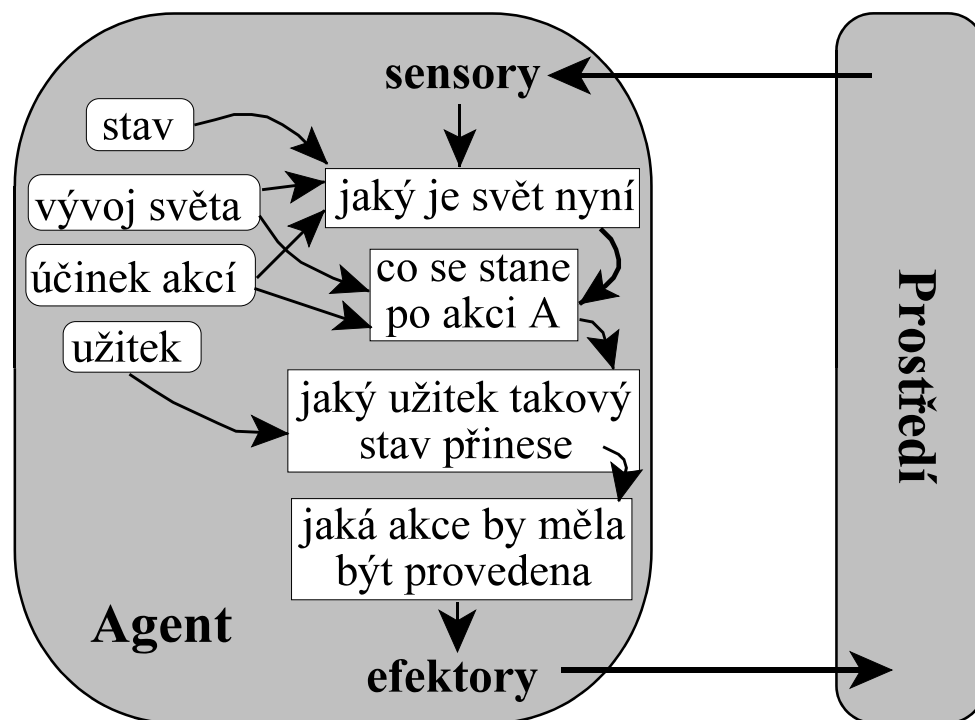 sensory
stav
jaký je svět nyní
vývoj světa
co se stane
po akci A
účinek akcí
užitek
jaký užitek takový
stav přinese
jaká akce by měla
být provedena
Agent
efektory
Prostředí